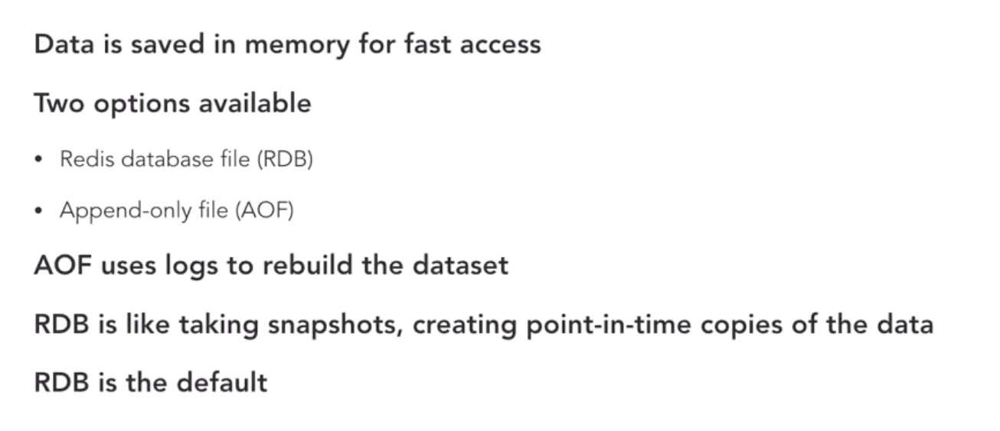 Data is saved in memory for fast access
Two options available
• Redis database file (RDB)
• Append-only file (AOF)
AOF uses logs to rebuild the dataset
RDB is like taking snapshots, creating point-in-time copies of the data
RDB is the default